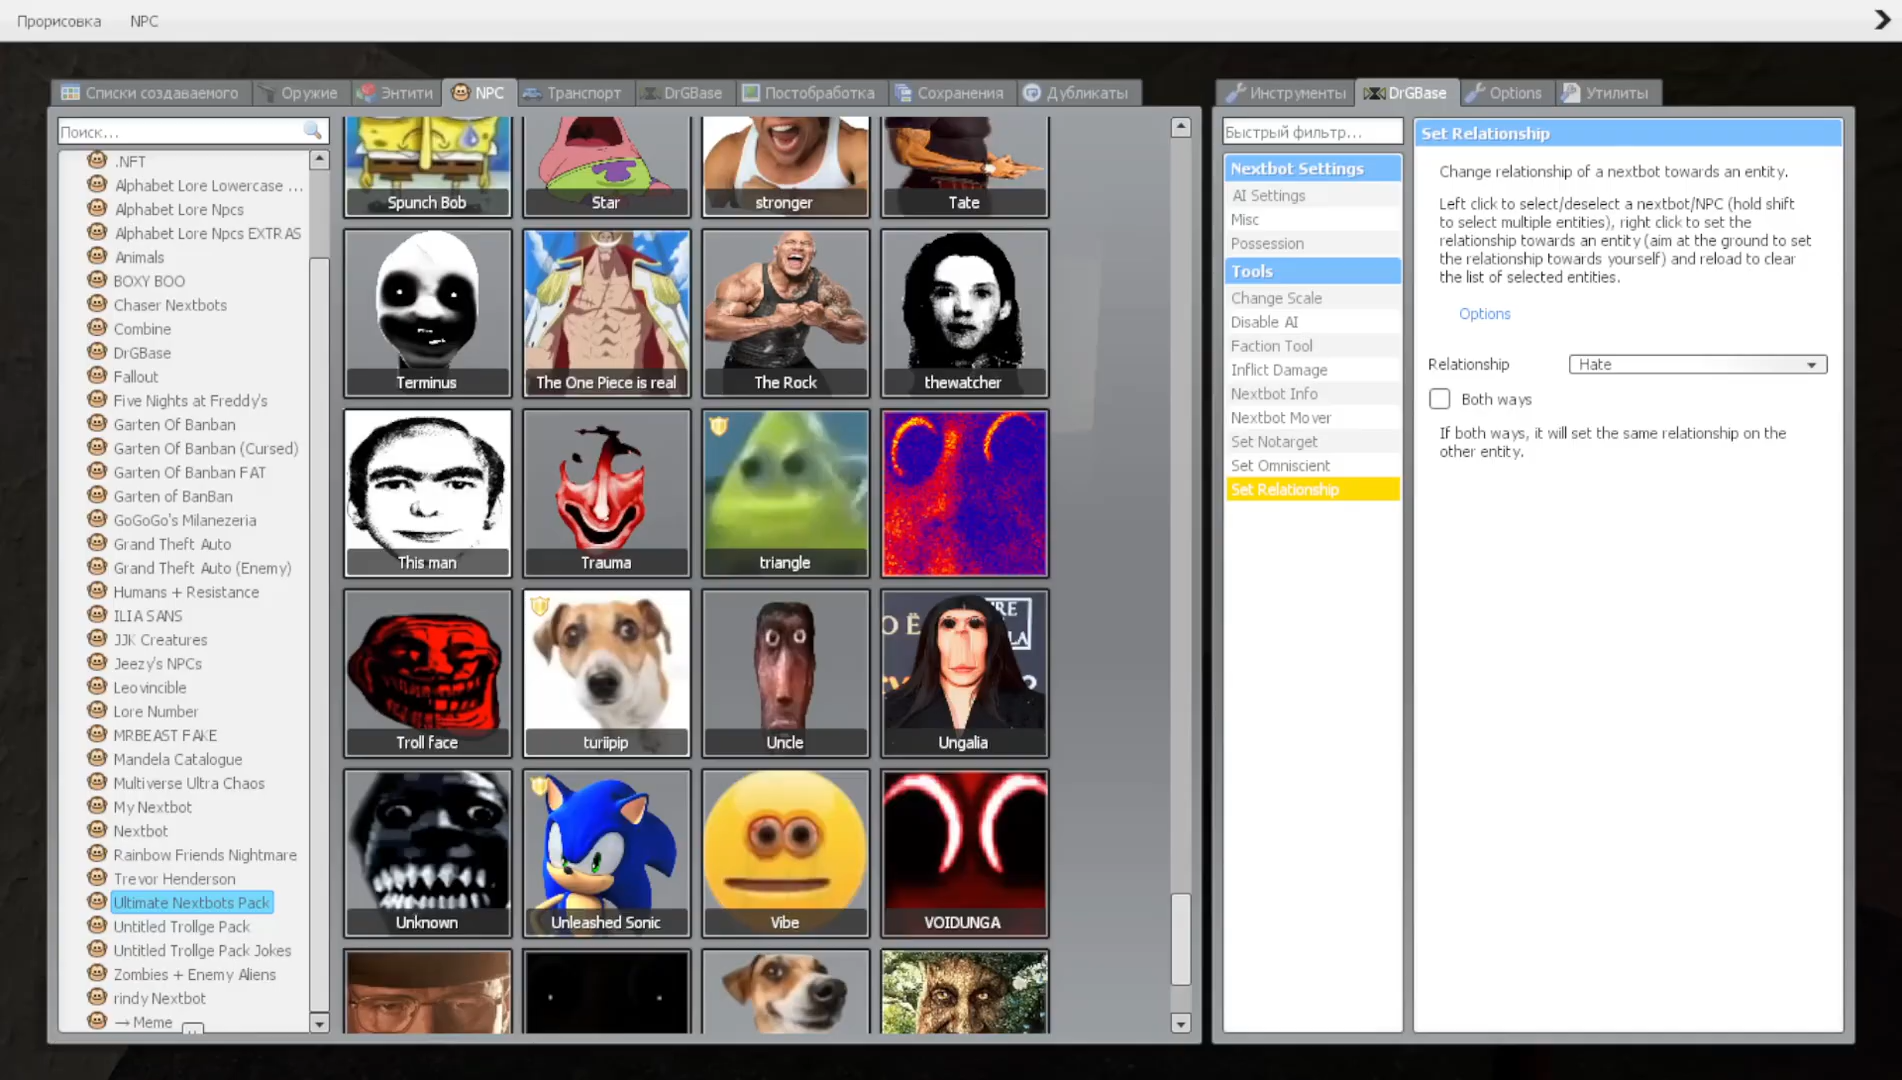 Прорисовка NPC
Списки создаваемого Оружие Энтити NPC Транспорт DrGBase Постобработка Сохранения Дубликаты
Поиск...
.NFT
Alphabet Lore Lowercase ...
Alphabet Lore Npcs
Alphabet Lore Npcs EXTRAS
Animals
BOXY BOO
Chaser Nextbots
Combine
DrGBase
Fallout
Five Nights at Freddy's
Garten Of Banban
Garten Of Banban (Cursed)
Garten Of Banban FAT
Garten of BanBan
GoGoGo's Milanezeria
Grand Theft Auto
Grand Theft Auto (Enemy)
Humans + Resistance
ILIA SANS
JJK Creatures
Jeezy's NPCs
Leovincible
Lore Number
MRBEAST FAKE
Mandela Catalogue
Multiverse Ultra Chaos
My Nextbot
Nextbot
Rainbow Friends Nightmare
Trevor Henderson
Ultimate Nextbots Pack
Untitled Trollge Pack
Untitled Trollge Pack Jokes
Zombies + Enemy Aliens
rindy Nextbot
→ Meme
Spunch Bob Star stronger Tate
Terminus The One Piece is real The Rock thewatcher
This man Trauma triangle
Troll face turiipip Uncle Ungalia
Unknown Unleashed Sonic Vibe VOIDUNGA
Инструменты DrGBase Options Утилиты
Быстрый фильтр...
Nextbot Settings
AI Settings
Misc
Possession
Tools
Change Scale
Disable AI
Faction Tool
Inflict Damage
Nextbot Info
Nextbot Mover
Set Notarget
Set Omniscient
Set Relationship
Set Relationship
Change relationship of a nextbot towards an entity.
Left click to select/deselect a nextbot/NPC (hold shift
to select multiple entities), right click to set the
relationship towards an entity (aim at the ground to set
the relationship towards yourself) and reload to clear
the list of selected entities.
Options
Relationship Hate
Both ways
If both ways, it will set the same relationship on the
other entity.